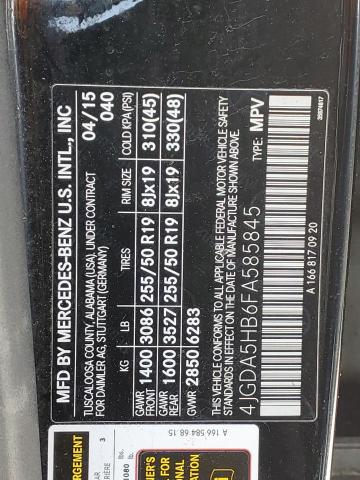 MFD BY MERCEDES-BENZ U.S. INTL., INC
TUSCALOOSA COUNTY, ALABAMA (USA). UNDER CONTRACT 04/15
FOR DAIMLER AG, STUTTGART (GERMANY) 040
KG LB TIRES RIM SIZE COLD KPA (PSI)
GAWR
FRONT 1400 3086 255/50 R19 8Jx19 310(45)
GAWR
REAR 1600 3527 255/50 R19 8Jx19 330(48)
GVWR 2850 6283
THIS VEHICLE CONFORMS TO ALL APPLICABLE FEDERAL MOTOR VEHICLE SAFETY
STANDARDS IN EFFECT ON THE DATE OF MANUFACTURE SHOWN ABOVE.
4JGDA5HB6FA585845 TYPE: MPV
A 166 817 09 20
A 166 584 68 15
3
1080 lbs.